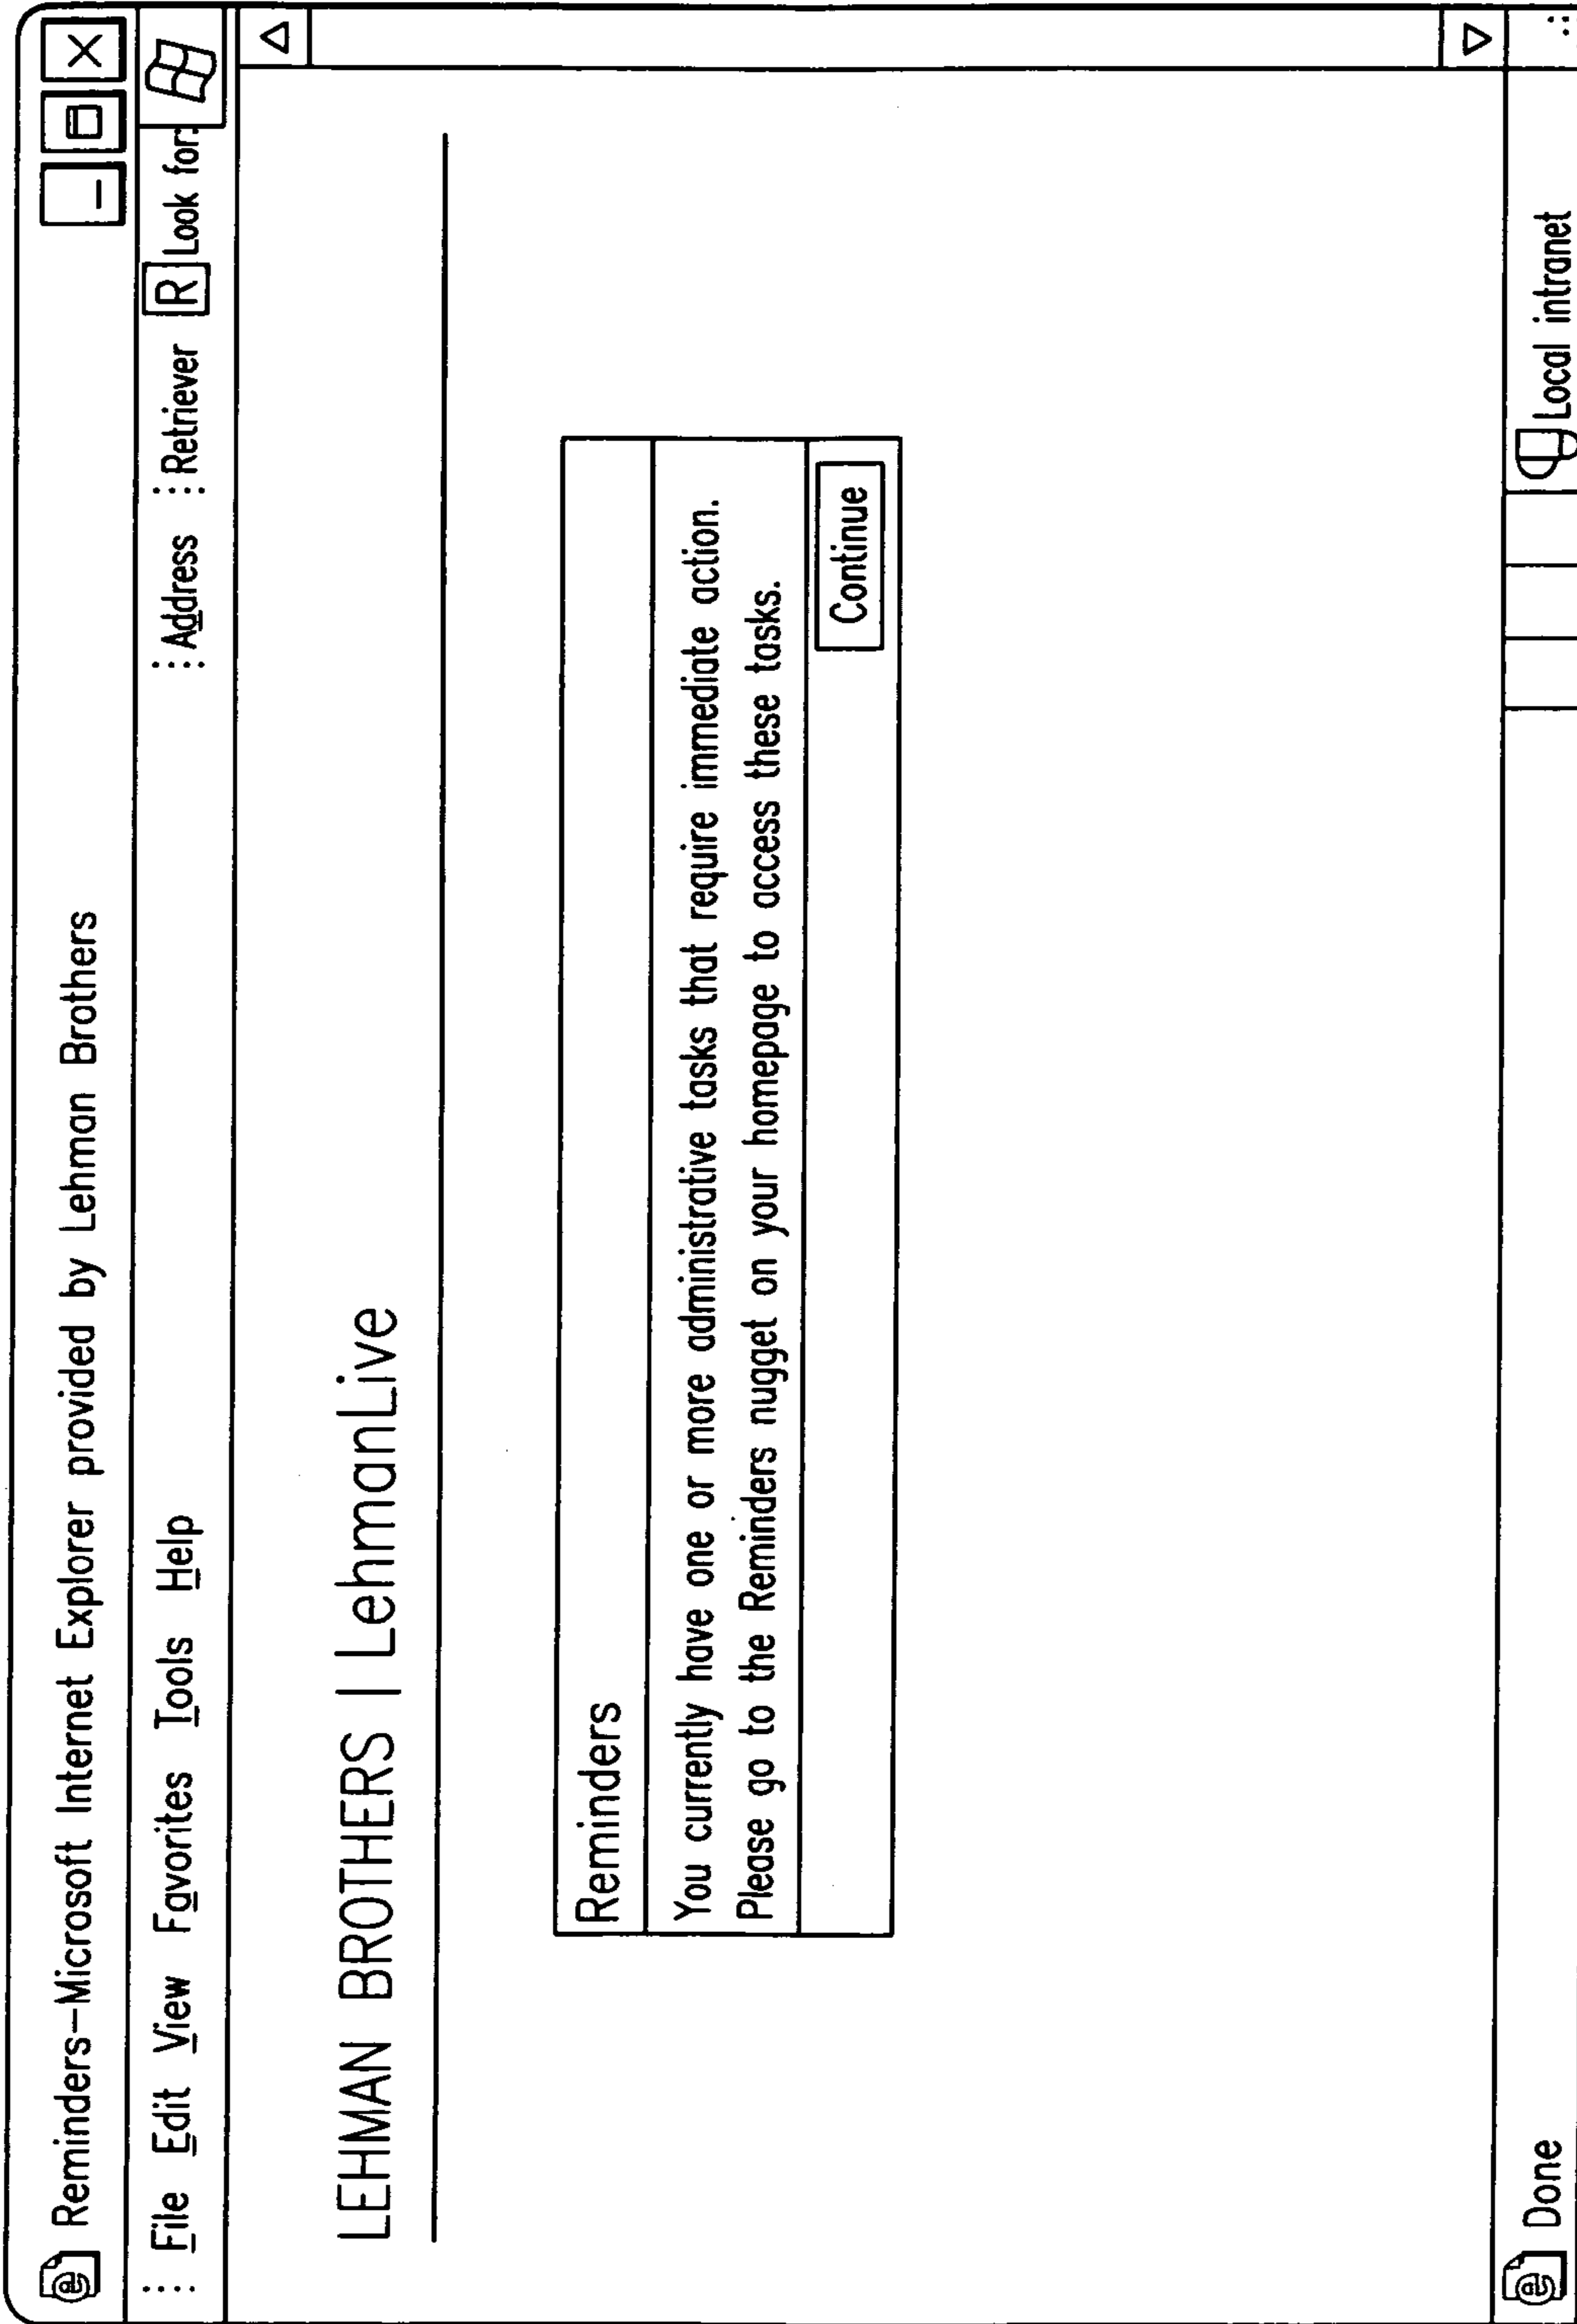 Reminders-Microsoft Internet Explorer provided by Lehman Brothers
File Edit View Favorites Tools Help Address Retriever R Look for:
LEHMAN BROTHERS | LehmanLive
Reminders
You currently have one or more administrative tasks that require immediate action.
Please go to the Reminders nugget on your homepage to access these tasks.
Continue
Done Local intranet